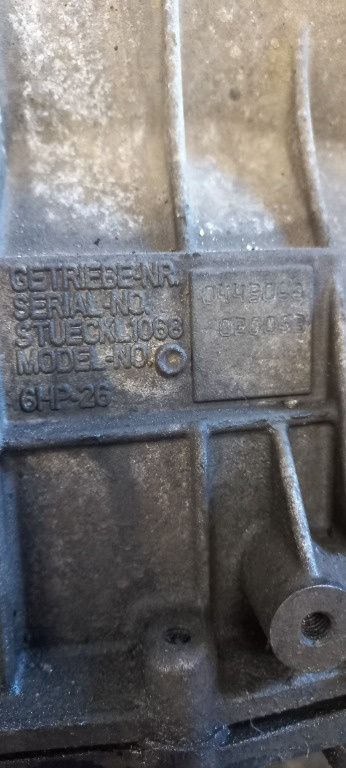 GETRIEBE-NR.
SERIAL-NO.
STUECKL.1068
MODEL-NO.
6HP-26